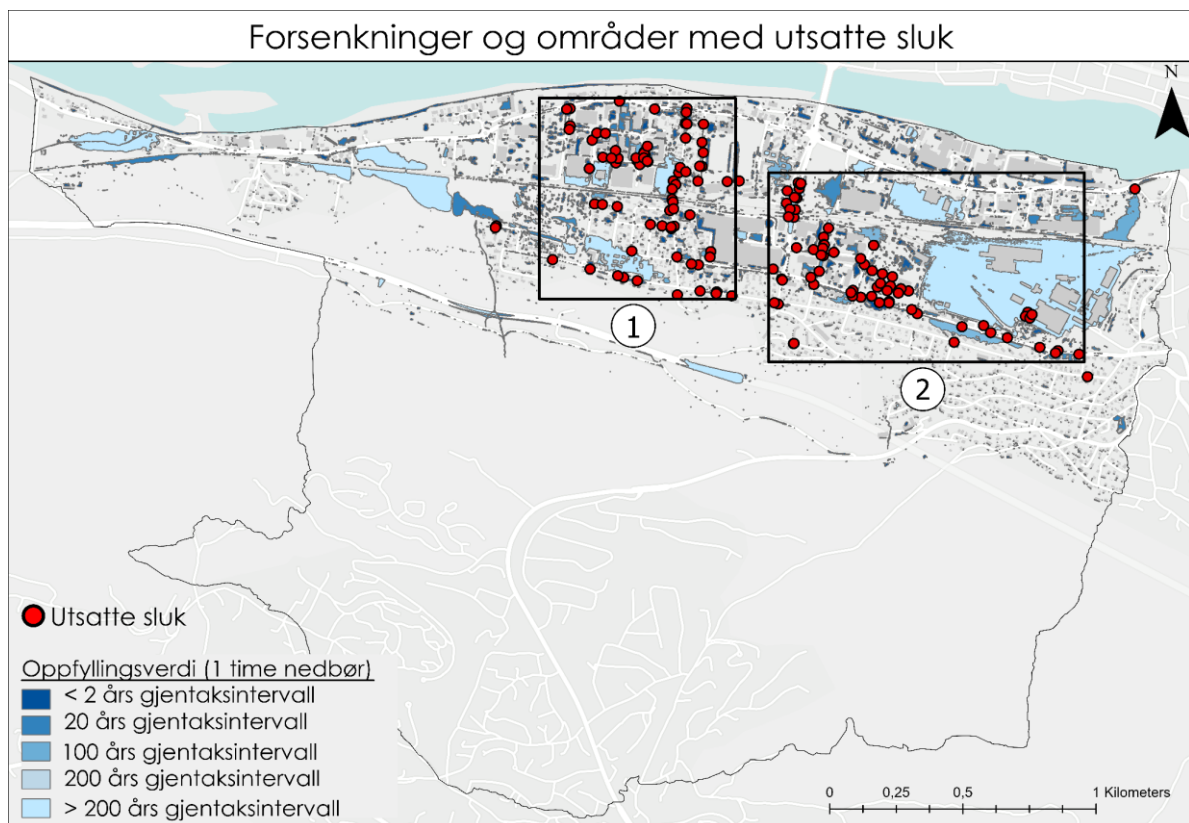 Forsenkninger og områder med utsatte sluk
N
1
2
Utsatte sluk
Oppfyllingsverdi (1 time nedbør)
< 2 års gjentaksintervall
20 års gjentaksintervall
100 års gjentaksintervall
200 års gjentaksintervall
> 200 års gjentaksintervall
0 0,25 0,5 1 Kilometers